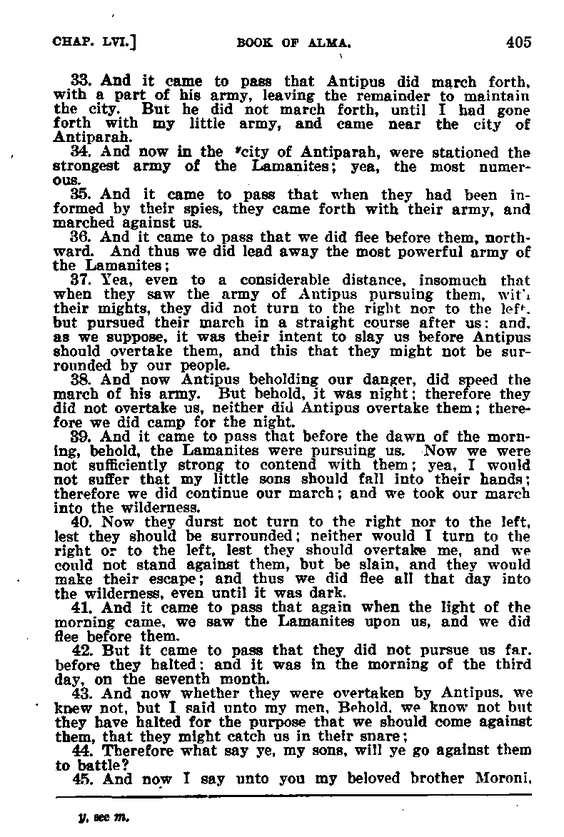 CHAP. LVI.] BOOK OF ALMA. 405
33. And it came to pass that Antipus did march forth,
with a part of his army, leaving the remainder to maintain
the city. But he did not march forth, until I had gone
forth with my little army, and came near the city of
Antiparah.
34. And now in the ʸcity of Antiparah, were stationed the
strongest army of the Lamanites; yea, the most numer-
ous.
35. And it came to pass that when they had been in-
formed by their spies, they came forth with their army, and
marched against us.
36. And it came to pass that we did flee before them, north-
ward. And thus we did lead away the most powerful army of
the Lamanites;
37. Yea, even to a considerable distance, insomuch that
when they saw the army of Antipus pursuing them, with
their mights, they did not turn to the right nor to the left,
but pursued their march in a straight course after us: and,
as we suppose, it was their intent to slay us before Antipus
should overtake them, and this that they might not be sur-
rounded by our people.
38. And now Antipus beholding our danger, did speed the
march of his army. But behold, it was night; therefore they
did not overtake us, neither did Antipus overtake them; there-
fore we did camp for the night.
39. And it came to pass that before the dawn of the morn-
ing, behold, the Lamanites were pursuing us. Now we were
not sufficiently strong to contend with them; yea, I would
not suffer that my little sons should fall into their hands;
therefore we did continue our march; and we took our march
into the wilderness.
40. Now they durst not turn to the right nor to the left,
lest they should be surrounded; neither would I turn to the
right or to the left, lest they should overtake me, and we
could not stand against them, but be slain, and they would
make their escape; and thus we did flee all that day into
the wilderness, even until it was dark.
41. And it came to pass that again when the light of the
morning came, we saw the Lamanites upon us, and we did
flee before them.
42. But it came to pass that they did not pursue us far,
before they halted; and it was in the morning of the third
day, on the seventh month.
43. And now whether they were overtaken by Antipus, we
knew not, but I said unto my men, Behold, we know not but
they have halted for the purpose that we should come against
them, that they might catch us in their snare;
44. Therefore what say ye, my sons, will ye go against them
to battle?
45. And now I say unto you my beloved brother Moroni,
y, see m.